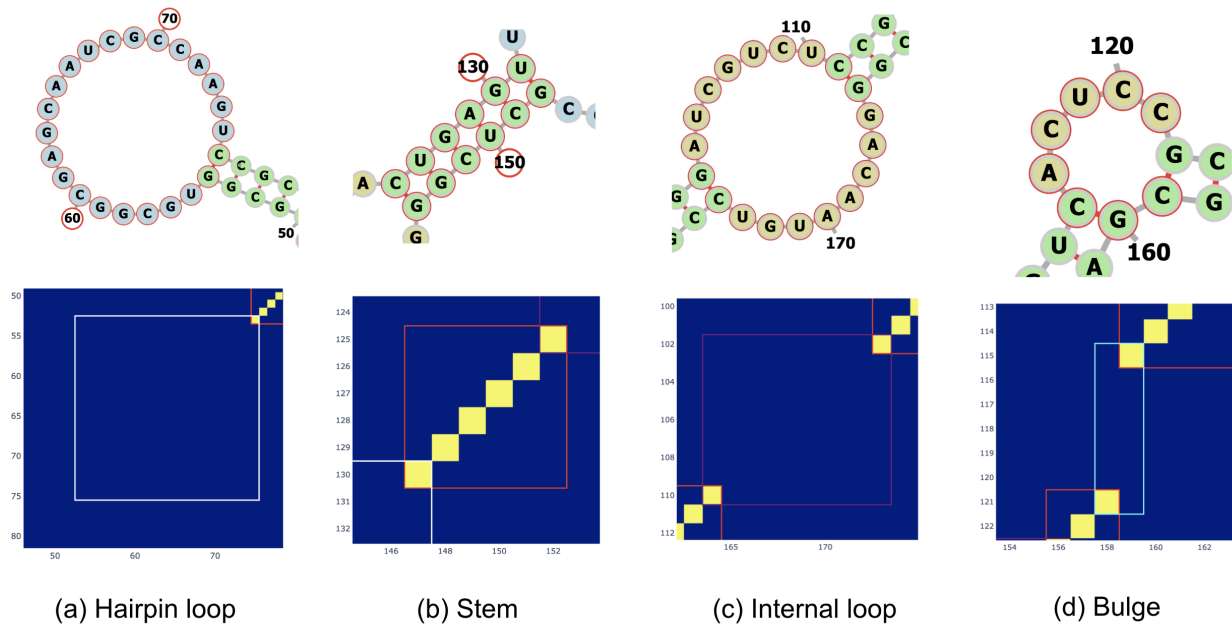 70
A U C G C C A A G U C C G C
A C G A G C G G C G U G G G C G
60
50
U
130 G U
A C G C
G U
U C 150
A C G
G
G
110
G C
G U C U C C G
C G
U G
A A
G C
C A
G C U G U A
C
G
170
120
U C C
C G C
A C C G
U G 160
A
50
55
60
65
70
75
80
50 60 70
124
125
126
127
128
129
130
131
132
146 148 150 152
100
102
104
106
108
110
112
165 170
113
114
115
116
117
118
119
120
121
122
154 156 158 160 162
(a) Hairpin loop
(b) Stem
(c) Internal loop
(d) Bulge